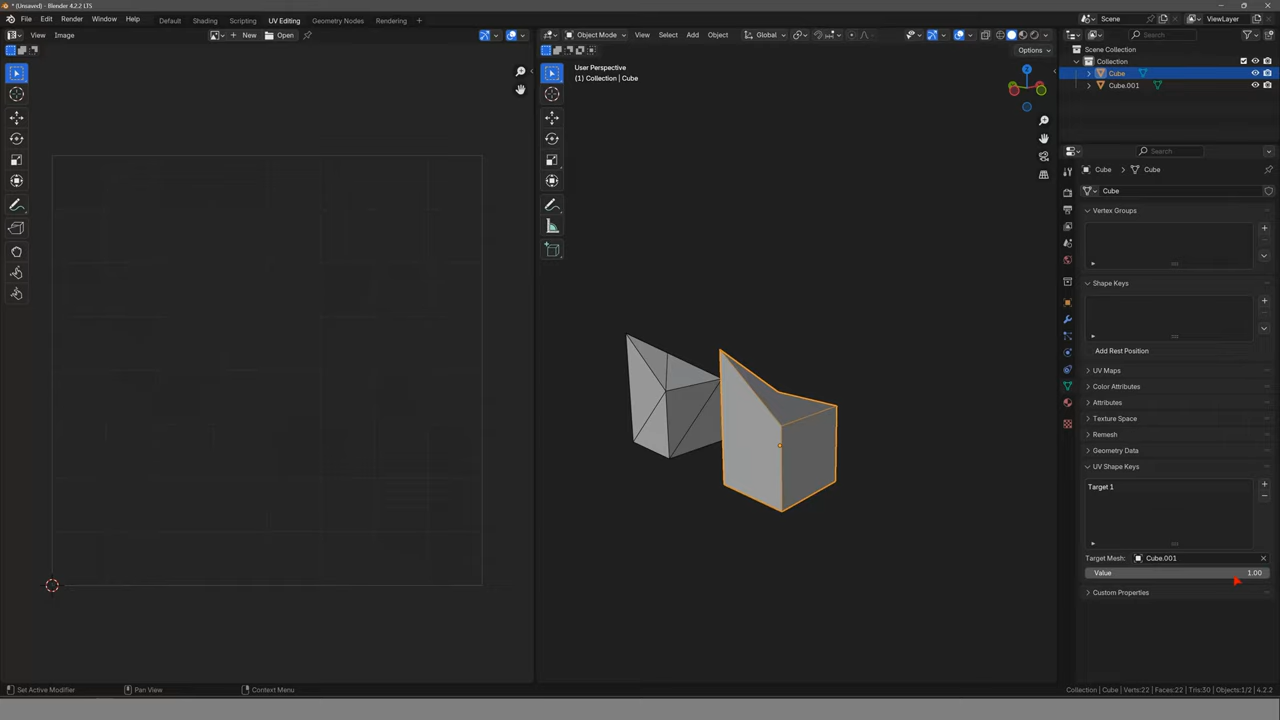 * (Unsaved) - Blender 4.2.2 LTS
File Edit Render Window Help Default Shading Scripting UV Editing Geometry Nodes Rendering + Scene ViewLayer
View Image New Open Object Mode View Select Add Object Global Search
Options
User Perspective
(1) Collection | Cube
Scene Collection
Collection
Cube
Cube.001
Search
Cube Cube
Cube
Vertex Groups
Shape Keys
Add Rest Position
UV Maps
Color Attributes
Attributes
Texture Space
Remesh
Geometry Data
UV Shape Keys
Target 1
Target Mesh: Cube.001
Value 1.00
Custom Properties
Set Active Modifier Pan View Context Menu Collection | Cube | Verts:22 | Faces:22 | Tris:30 | Objects:1/2 | 4.2.2